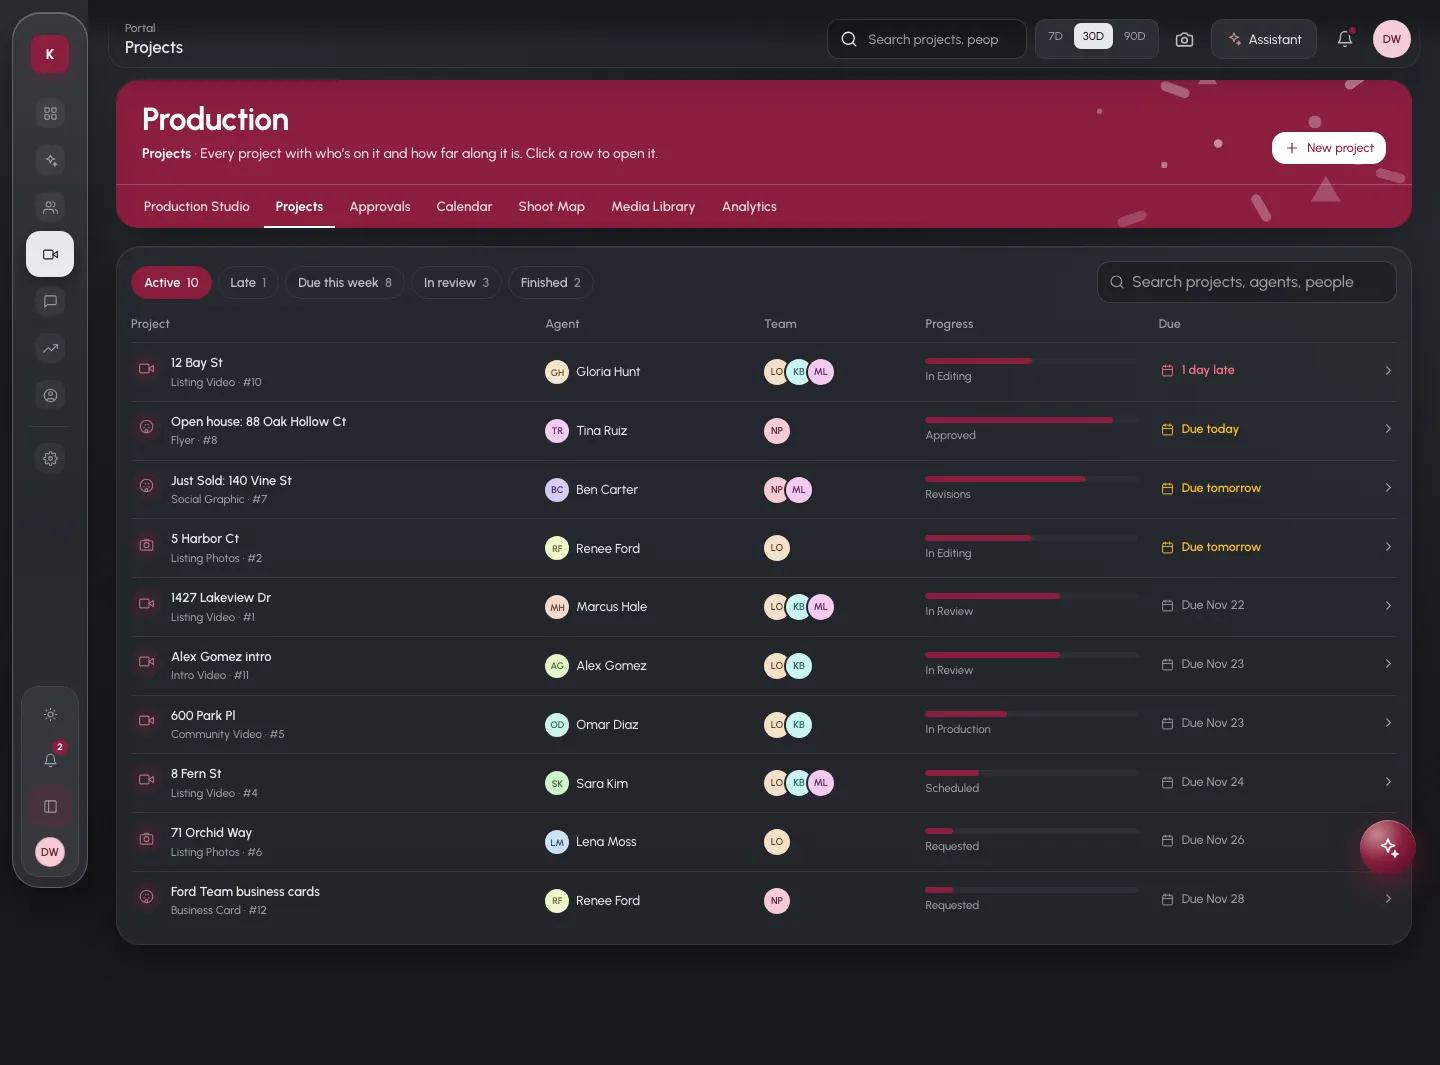 K
Portal
Projects
Search projects, peop
7D 30D 90D
Assistant
DW
Production
Projects · Every project with who's on it and how far along it is. Click a row to open it.
New project
Production Studio Projects Approvals Calendar Shoot Map Media Library Analytics
Active 10 Late 1 Due this week 8 In review 3 Finished 2
Search projects, agents, people
Project Agent Team Progress Due
12 Bay St
Listing Video · #10
GH Gloria Hunt
LO KB ML
In Editing
1 day late
Open house: 88 Oak Hollow Ct
Flyer · #8
TR Tina Ruiz
NP
Approved
Due today
Just Sold: 140 Vine St
Social Graphic · #7
BC Ben Carter
NP ML
Revisions
Due tomorrow
5 Harbor Ct
Listing Photos · #2
RF Renee Ford
LO
In Editing
Due tomorrow
1427 Lakeview Dr
Listing Video · #1
MH Marcus Hale
LO KB ML
In Review
Due Nov 22
Alex Gomez intro
Intro Video · #11
AG Alex Gomez
LO KB
In Review
Due Nov 23
600 Park Pl
Community Video · #5
OD Omar Diaz
LO KB
In Production
Due Nov 23
8 Fern St
Listing Video · #4
SK Sara Kim
LO KB ML
Scheduled
Due Nov 24
71 Orchid Way
Listing Photos · #6
LM Lena Moss
LO
Requested
Due Nov 26
Ford Team business cards
Business Card · #12
RF Renee Ford
NP
Requested
Due Nov 28
2
DW